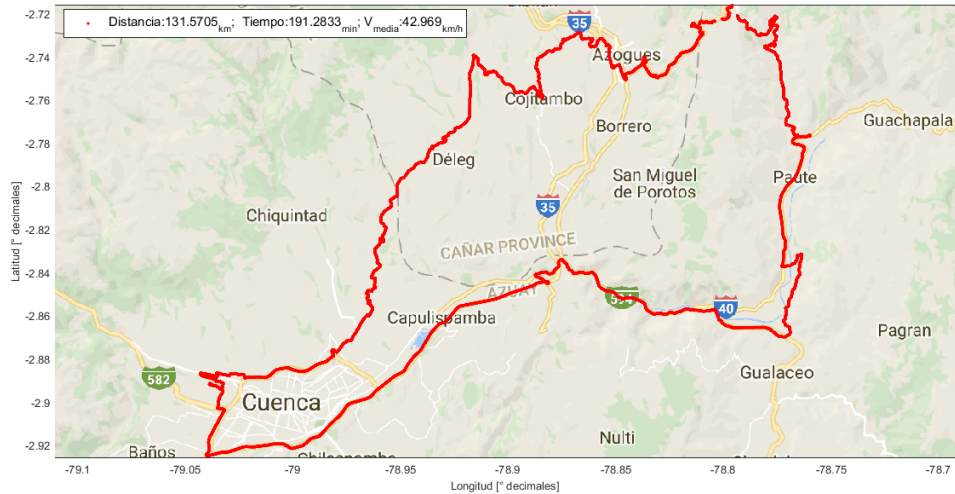 Distancia:131.5705km; Tiempo:191.2833min; Vmedia:42.969km/h
-2.72
-2.74
-2.76
-2.78
-2.8
-2.82
-2.84
-2.86
-2.88
-2.9
-2.92
Latitud [° decimales]
35
Azogues
Cojitambo
Borrero
Guachapala
Déleg
San Miguel
de Porotos
Paute
Chiquintad
35
CAÑAR PROVINCE
AZUAY
40
Capulispamba
Pagran
582
Gualaceo
Cuenca
Nulti
Baños
-79.1
-79.05
-79
-78.95
-78.9
-78.85
-78.8
-78.75
-78.7
Longitud [° decimales]